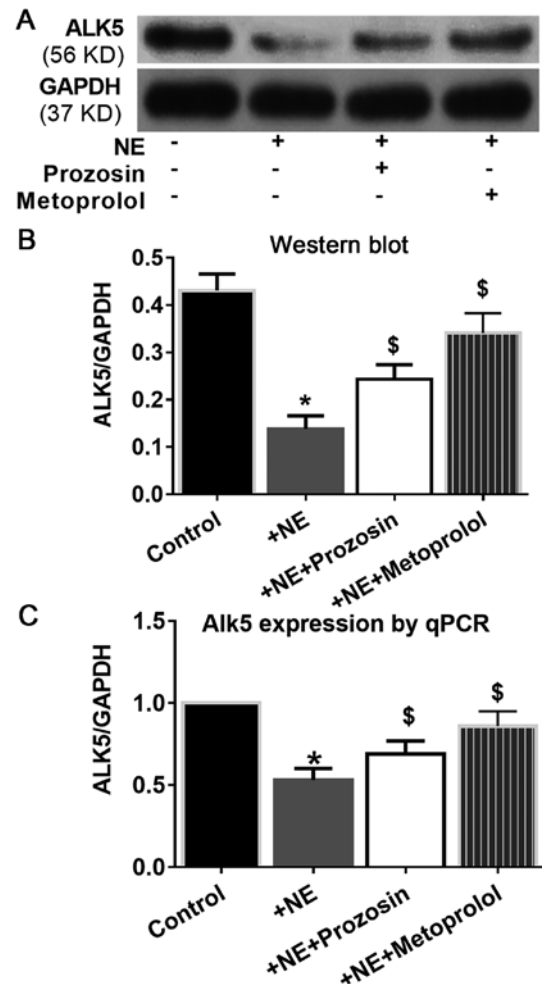 A
ALK5
(56 KD)
GAPDH
(37 KD)
NE - + + +
Prozosin - - + -
Metoprolol - - - +
B
Western blot
ALK5/GAPDH
0.5
0.4
0.3
0.2
0.1
0.0
*
$
$
Control
+NE
+NE+Prozosin
+NE+Metoprolol
C
Alk5 expression by qPCR
ALK5/GAPDH
1.5
1.0
0.5
0.0
*
$
$
Control
+NE
+NE+Prozosin
+NE+Metoprolol